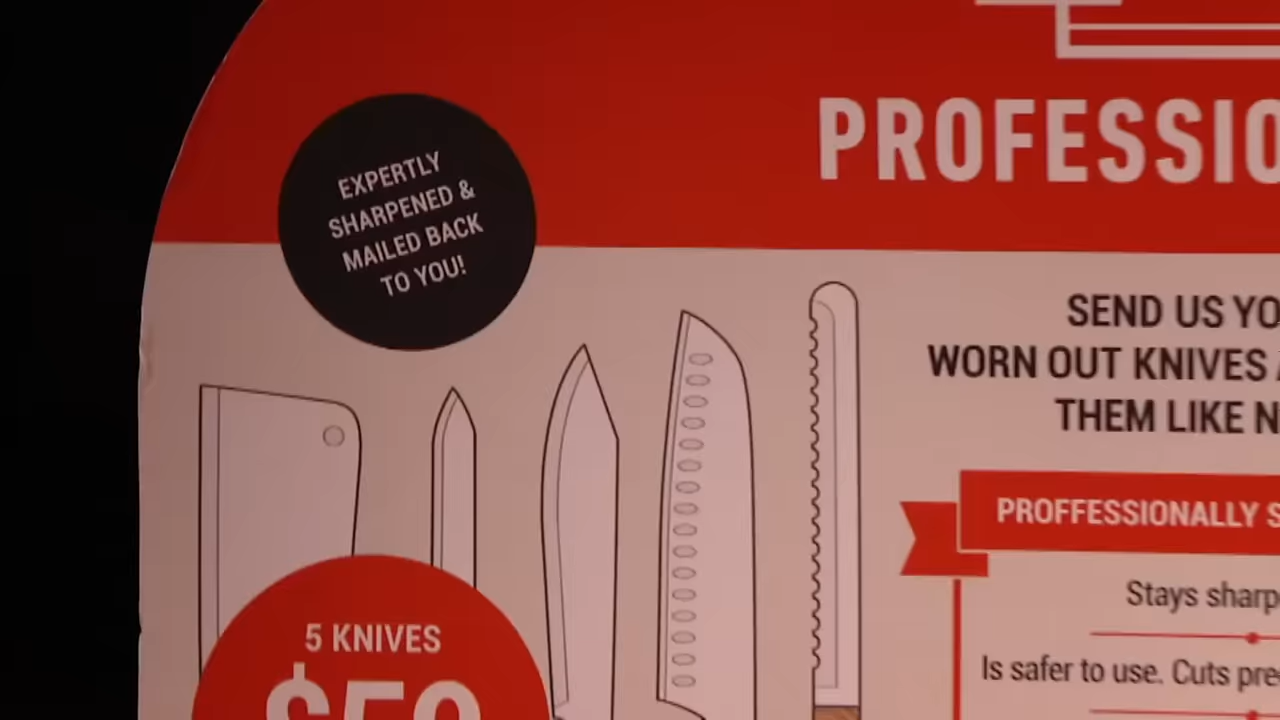 PROFESSIO
EXPERTLY
SHARPENED &
MAILED BACK
TO YOU!
SEND US YO
WORN OUT KNIVES
THEM LIKE N
PROFFESSIONALLY S
Stays sharp
Is safer to use. Cuts pre
5 KNIVES